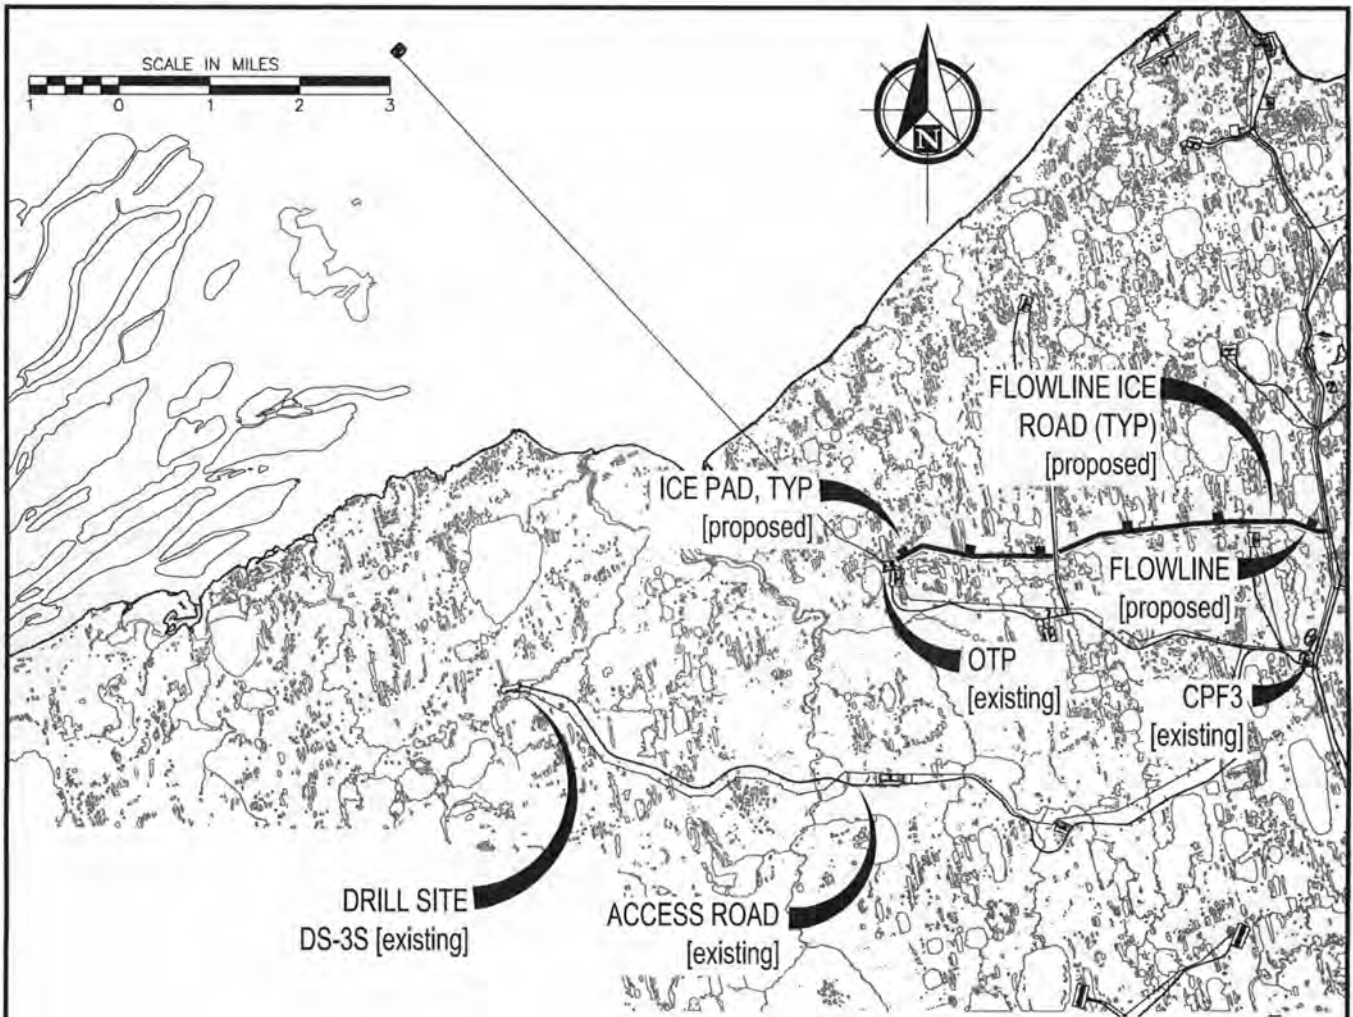 SCALE IN MILES
1 0 1 2 3
N
FLOWLINE ICE
ROAD (TYP)
[proposed]
ICE PAD, TYP
[proposed]
FLOWLINE
[proposed]
OTP
[existing]
CPF3
[existing]
DRILL SITE
DS-3S [existing]
ACCESS ROAD
[existing]